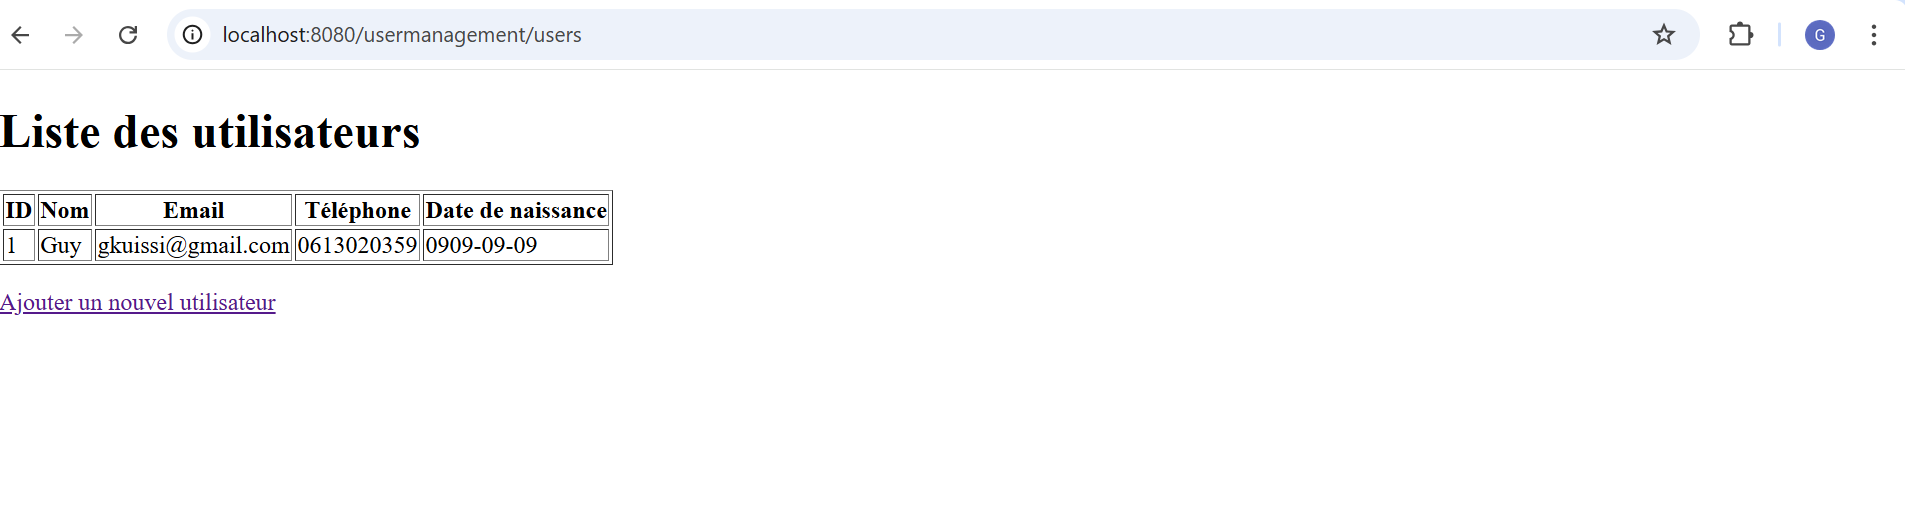 localhost:8080/usermanagement/users
G
Liste des utilisateurs
ID Nom Email Téléphone Date de naissance
1 Guy gkuissi@gmail.com 0613020359 0909-09-09
Ajouter un nouvel utilisateur